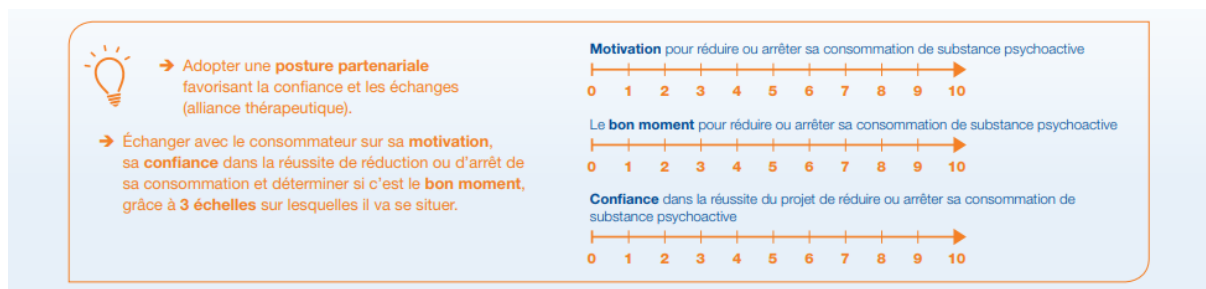 ➔ Adopter une posture partenariale
favorisant la confiance et les échanges
(alliance thérapeutique).
➔ Échanger avec le consommateur sur sa motivation,
sa confiance dans la réussite de réduction ou d'arrêt de
sa consommation et déterminer si c'est le bon moment,
grâce à 3 échelles sur lesquelles il va se situer.
Motivation pour réduire ou arrêter sa consommation de substance psychoactive
0 1 2 3 4 5 6 7 8 9 10
Le bon moment pour réduire ou arrêter sa consommation de substance psychoactive
0 1 2 3 4 5 6 7 8 9 10
Confiance dans la réussite du projet de réduire ou arrêter sa consommation de
substance psychoactive
0 1 2 3 4 5 6 7 8 9 10